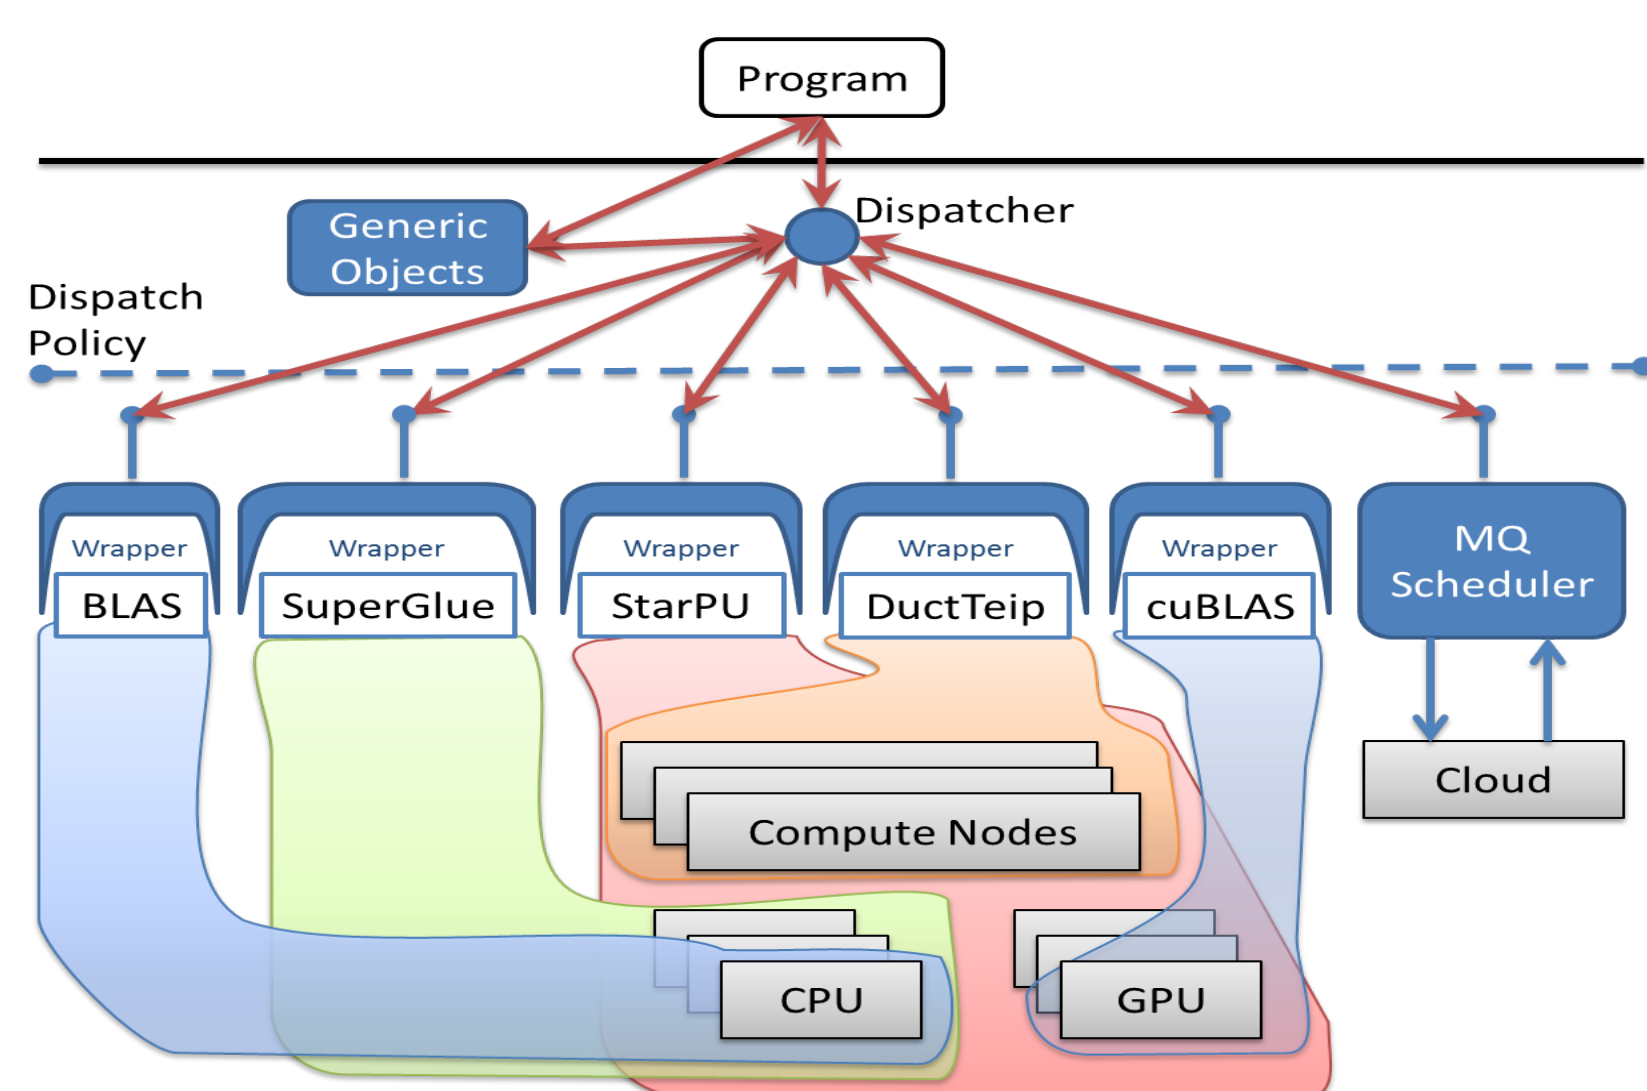 Program
Dispatcher
Generic
Objects
Dispatch
Policy
Wrapper
BLAS
Wrapper
SuperGlue
Wrapper
StarPU
Wrapper
DuctTeip
Wrapper
cuBLAS
MQ
Scheduler
Compute Nodes
Cloud
CPU
GPU